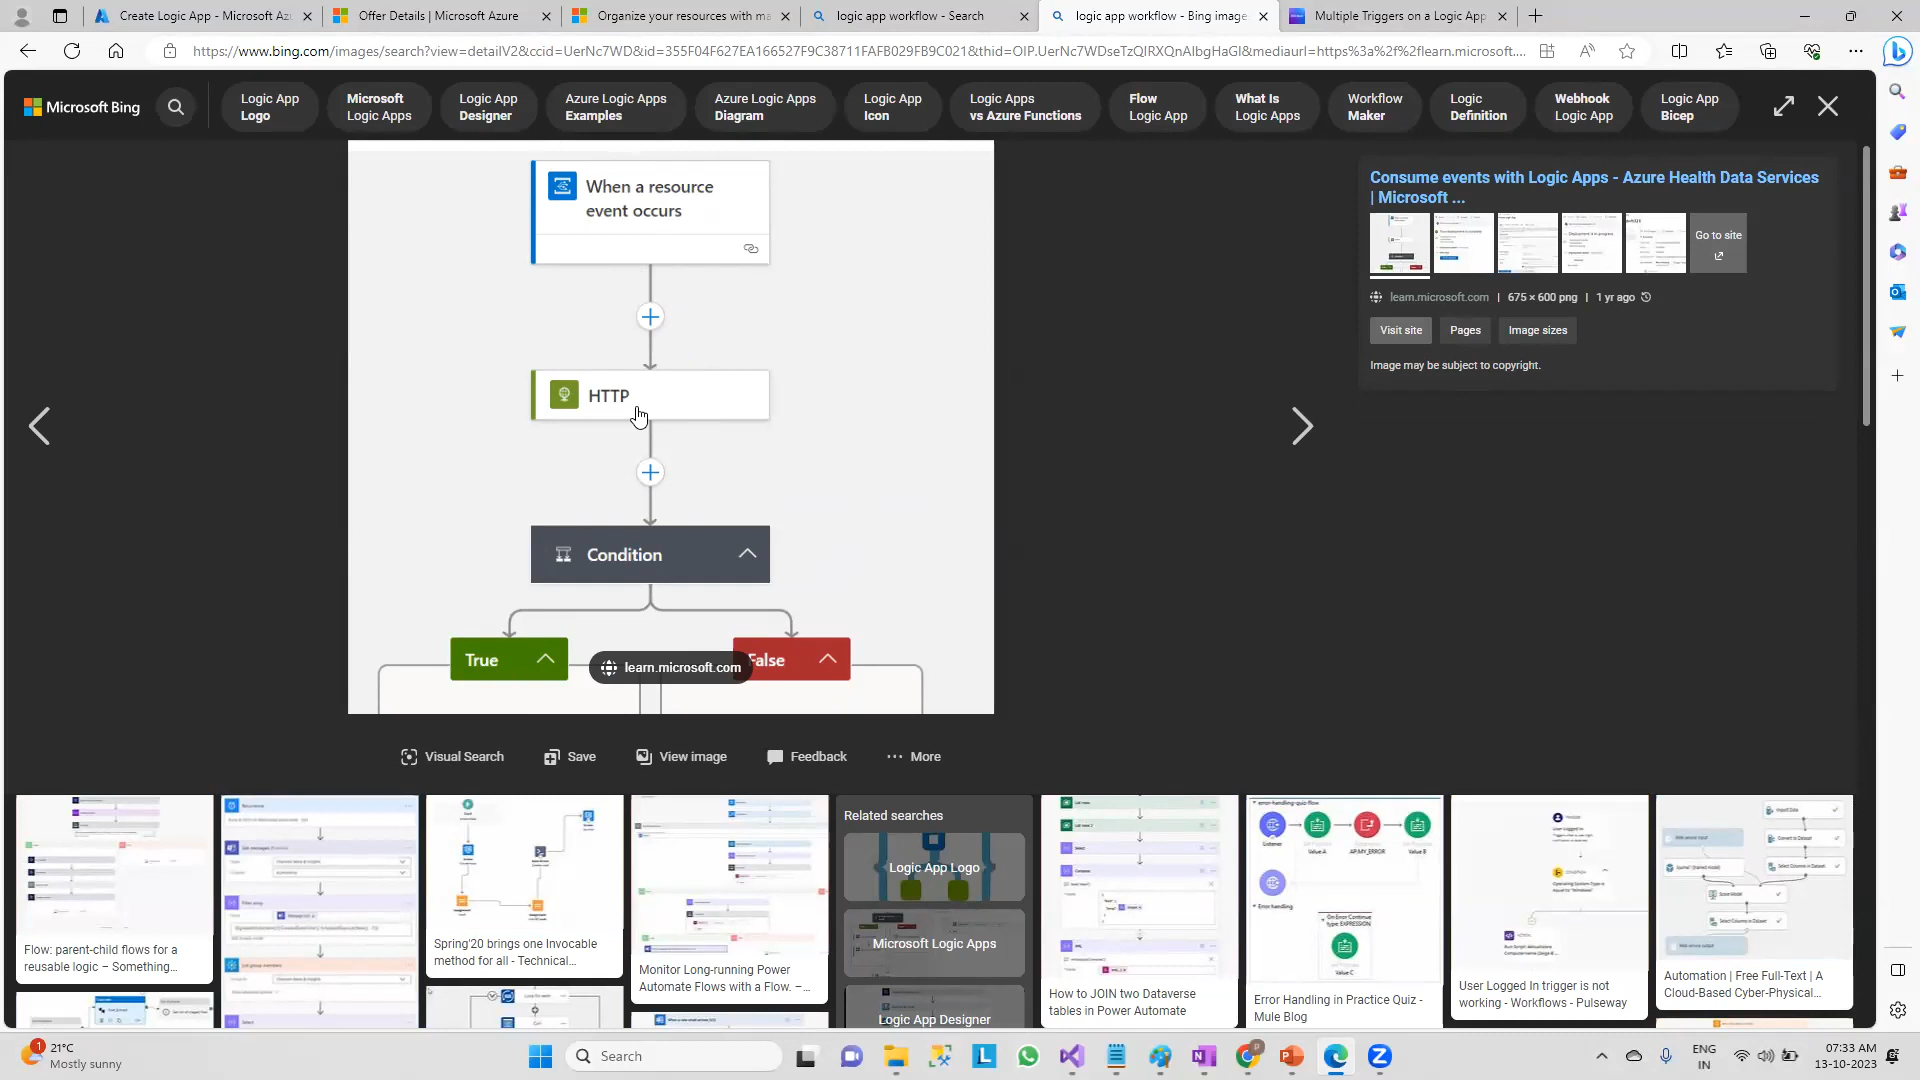 Create Logic App - Microsoft Az
Offer Details | Microsoft Azure
Organize your resources with ma
logic app workflow - Search
logic app workflow - Bing image
Multiple Triggers on a Logic App
https://www.bing.com/images/search?view=detailV2&ccid=UerNc7WD&id=355F04F627EA166527F9C38711FAFB029FB9C021&thid=OIP.UerNc7WDseTzQIRXQnAlbgHaGl&mediaurl=https%3a%2f%2flearn.microsoft....
Microsoft Bing
Logic App
Logo
Microsoft
Logic Apps
Logic App
Designer
Azure Logic Apps
Examples
Azure Logic Apps
Diagram
Logic App
Icon
Logic Apps
vs Azure Functions
Flow
Logic App
What Is
Logic Apps
Workflow
Maker
Logic
Definition
Webhook
Logic App
Logic App
Bicep
When a resource
event occurs
HTTP
Condition
True
False
learn.microsoft.com
Consume events with Logic Apps - Azure Health Data Services
| Microsoft ...
Go to site
learn.microsoft.com | 675 × 600 png | 1 yr ago
Visit site
Pages
Image sizes
Image may be subject to copyright.
Visual Search
Save
View image
Feedback
More
Flow: parent-child flows for a
reusable logic – Something...
Spring'20 brings one Invocable
method for all - Technical...
Monitor Long-running Power
Automate Flows with a Flow. –...
Related searches
Logic App Logo
Microsoft Logic Apps
Logic App Designer
How to JOIN two Dataverse
tables in Power Automate
Error Handling in Practice Quiz -
Mule Blog
User Logged In trigger is not
working - Workflows - Pulseway
Automation | Free Full-Text | A
Cloud-Based Cyber-Physical...
1
21°C
Mostly sunny
Search
ENG
IN
07:33 AM
13-10-2023